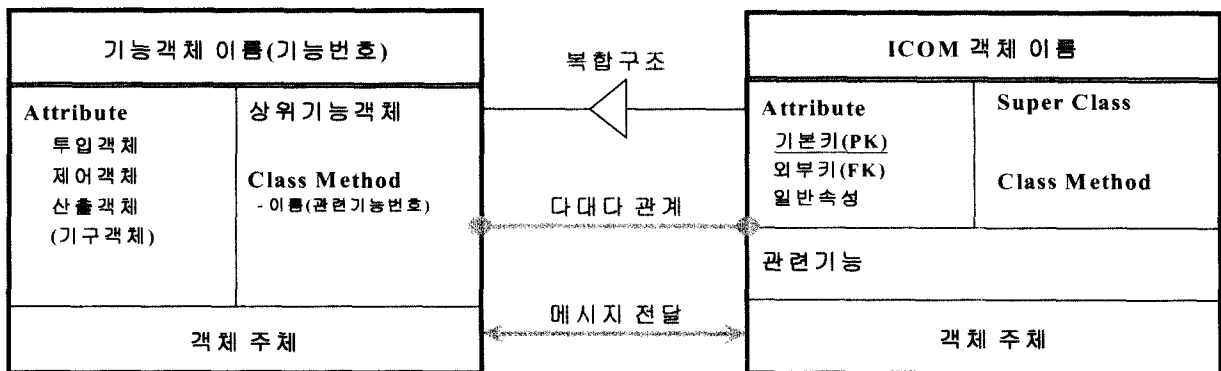 기능객체 이름(기능번호)
Attribute
투입객체
제어객체
산출객체
(기구객체)
상위기능객체
Class Method
- 이름(관련기능번호)
객체 주체
복합구조
다대다 관계
메시지 전달
ICOM 객체 이름
Attribute
기본키(PK)
외부키(FK)
일반속성
Super Class
Class Method
관련기능
객체 주체